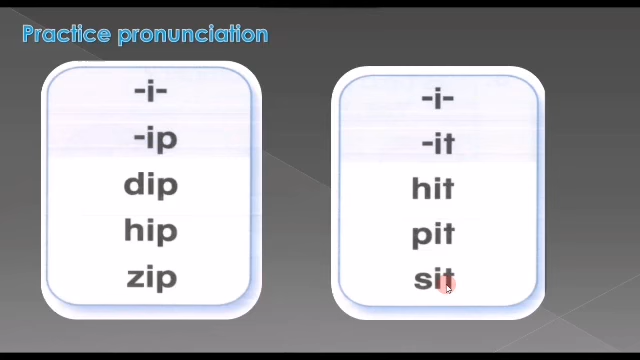 Practice pronunciation
-i-
-ip
dip
hip
zip
-i-
-it
hit
pit
sit